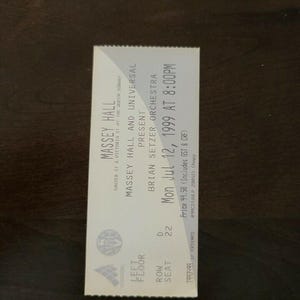 MASSEY HALL
MASSEY HALL AND UNIVERSAL
PRESENT
BRIAN SETZER ORCHESTRA
Mon Jul 12, 1999 AT 8:00PM
LEFT
FLOOR
ROW D
SEAT 22